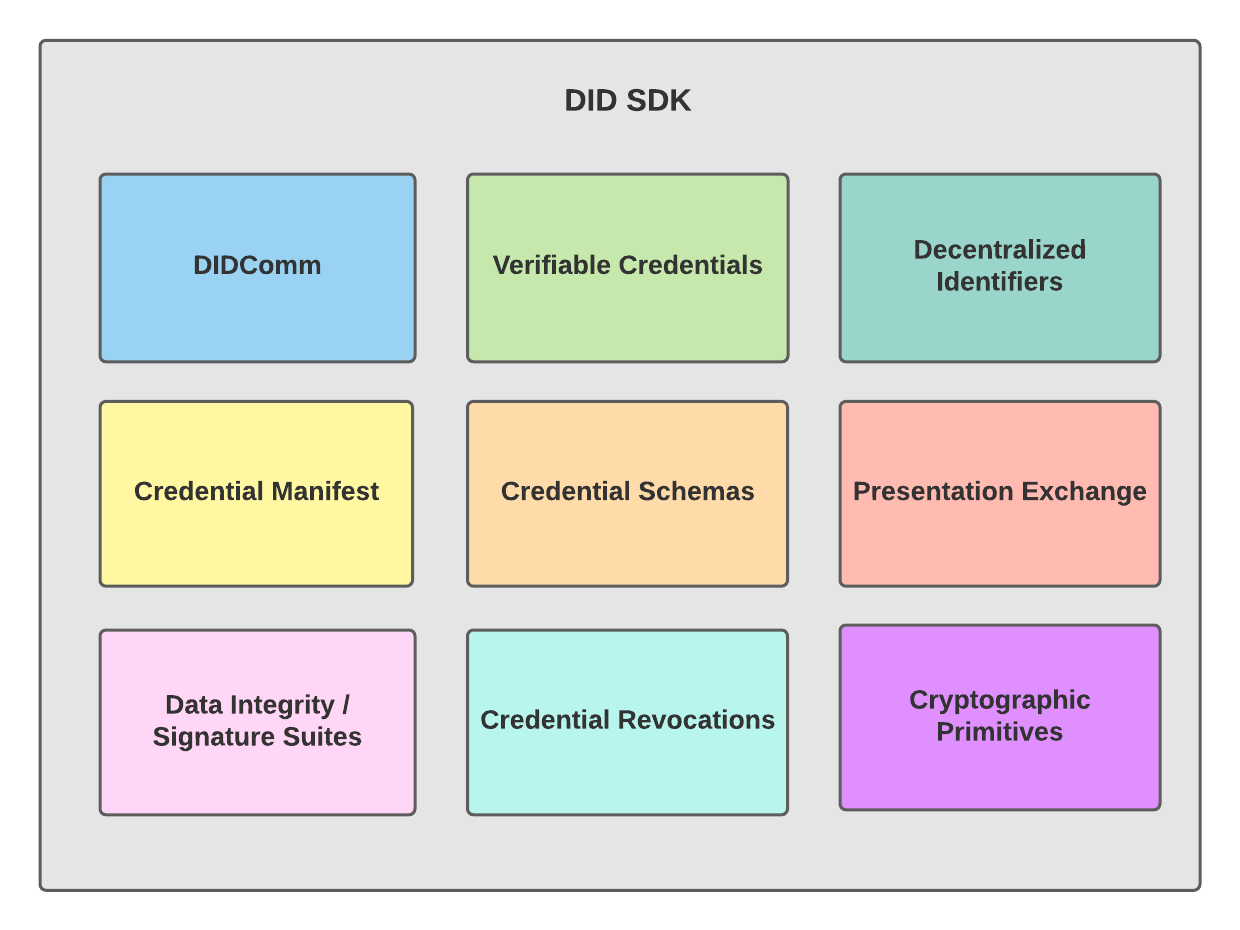 DID SDK
DIDComm
Verifiable Credentials
Decentralized
Identifiers
Credential Manifest
Credential Schemas
Presentation Exchange
Data Integrity /
Signature Suites
Credential Revocations
Cryptographic
Primitives